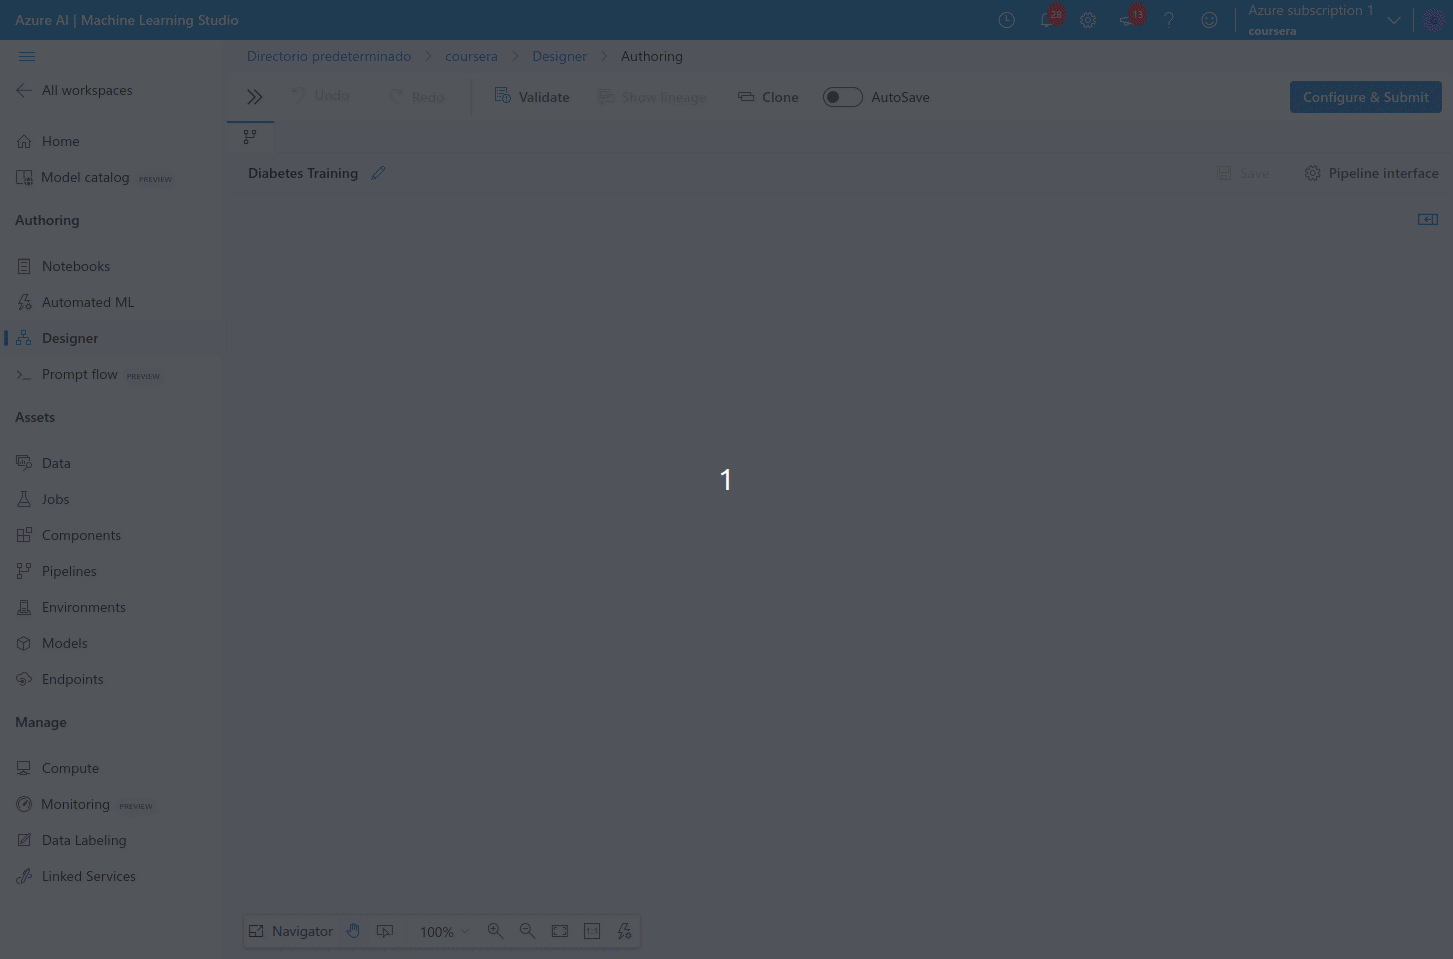 Azure AI | Machine Learning Studio
28
13
Azure subscription 1
coursera
All workspaces
Home
Model catalog PREVIEW
Authoring
Notebooks
Automated ML
Designer
Prompt flow PREVIEW
Assets
Data
Jobs
Components
Pipelines
Environments
Models
Endpoints
Manage
Compute
Monitoring PREVIEW
Data Labeling
Linked Services
Directorio predeterminado > coursera > Designer > Authoring
Undo Redo Validate Show lineage Clone AutoSave Configure & Submit
Diabetes Training Save Pipeline interface
1
Navigator 100% 1:1